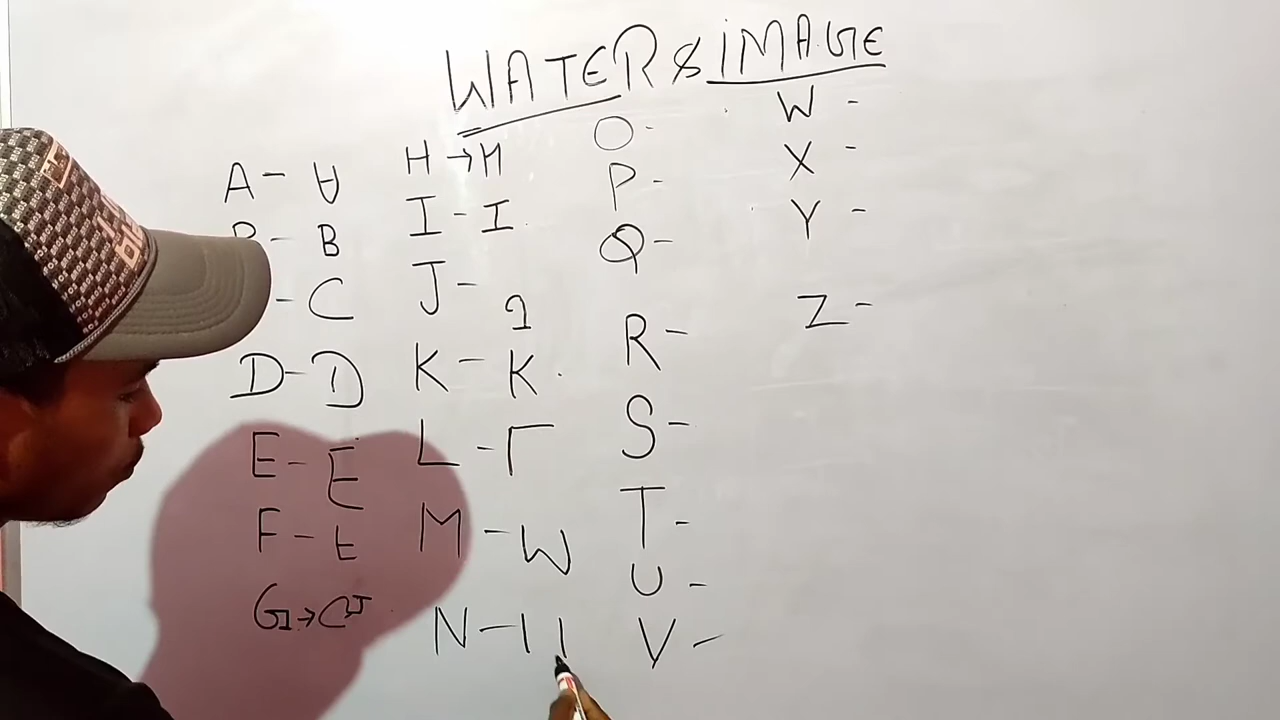 WATER & IMAGE
A - ∀
B - B
- C
D - D
E - E
F - Ł
G →
H → H
I - I
J -
K - K
L - Γ
M - W
N - I I
O -
P -
Q -
R -
S -
T -
U -
V -
W -
X -
Y -
Z -